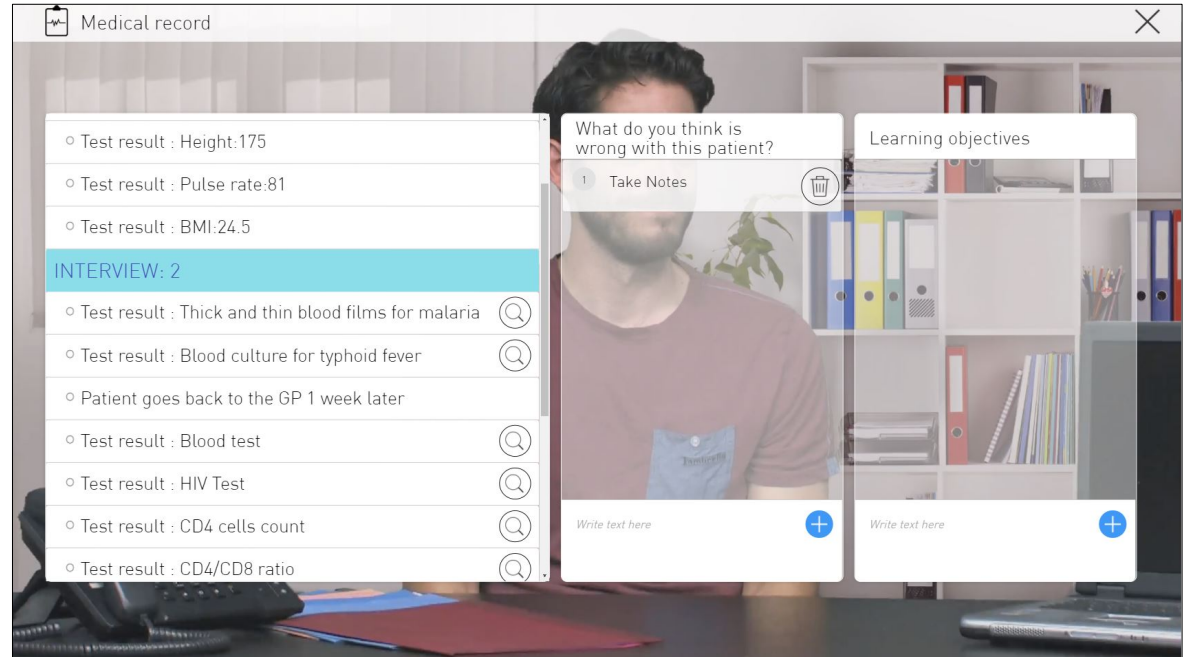 Medical record
Test result : Height:175
Test result : Pulse rate:81
Test result : BMI:24.5
INTERVIEW: 2
Test result : Thick and thin blood films for malaria
Test result : Blood culture for typhoid fever
Patient goes back to the GP 1 week later
Test result : Blood test
Test result : HIV Test
Test result : CD4 cells count
Test result : CD4/CD8 ratio
What do you think is
wrong with this patient?
1 Take Notes
Write text here
Learning objectives
Write text here